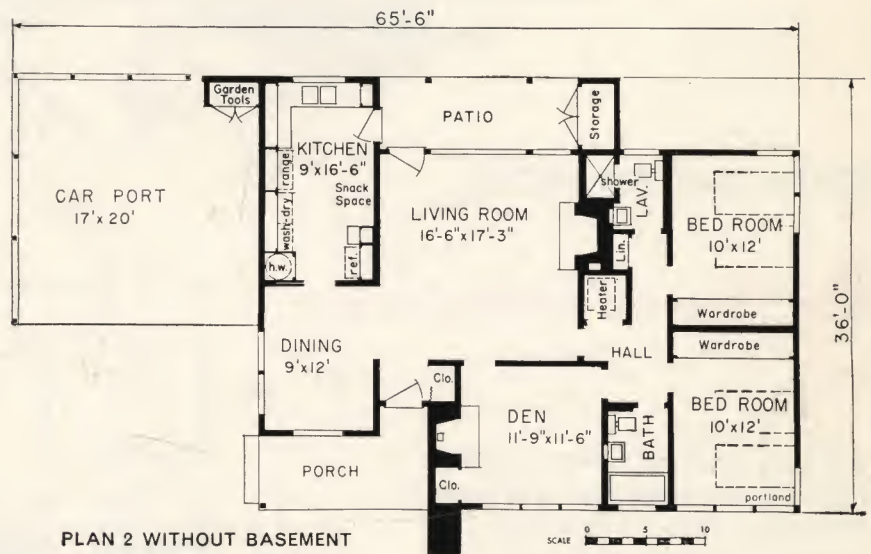 65'-6"
Garden
Tools
KITCHEN
9'x16'-6"
Snack
Space
range
wash-dry
h.w.
ref.
PATIO
Storage
CAR PORT
17'x 20'
LIVING ROOM
16'-6"x17'-3"
shower
LAV.
Lin.
Heater
BED ROOM
10'x12'
Wardrobe
Wardrobe
36'-0"
HALL
DINING
9'x12'
Clo.
DEN
11'-9"x11'-6"
BATH
BED ROOM
10'x12'
portland
PORCH
Clo.
PLAN 2 WITHOUT BASEMENT
SCALE 0 5 10